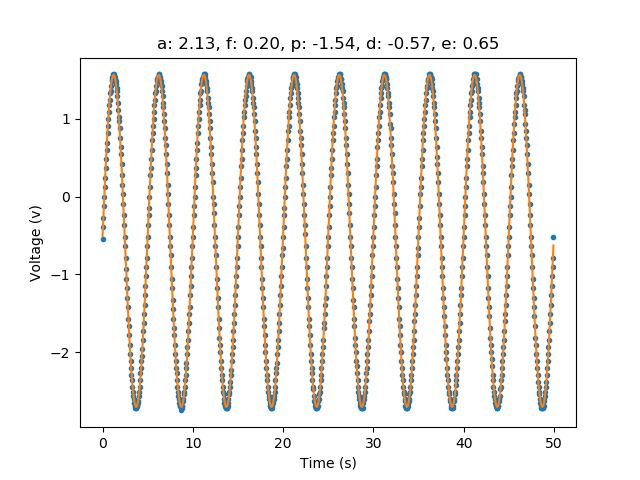 a: 2.13, f: 0.20, p: -1.54, d: -0.57, e: 0.65
1
0
−1
−2
Voltage (v)
0 10 20 30 40 50
Time (s)